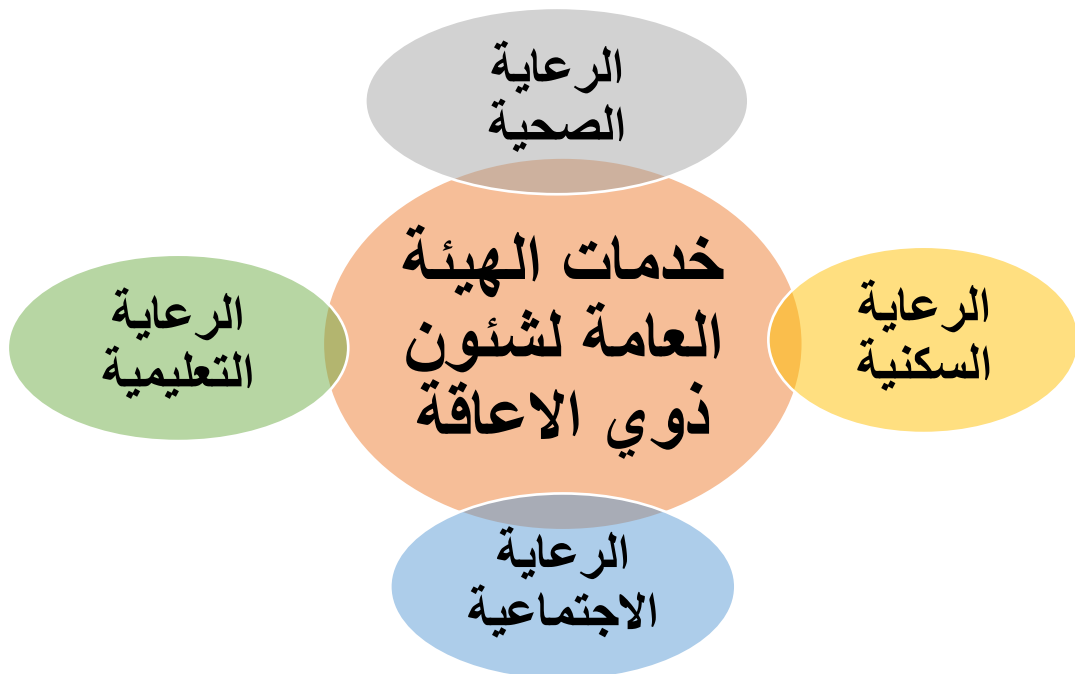 الرعاية
الصحية
خدمات الهيئة
العامة لشئون
ذوي الاعاقة
الرعاية
السكنية
الرعاية
التعليمية
الرعاية
الاجتماعية